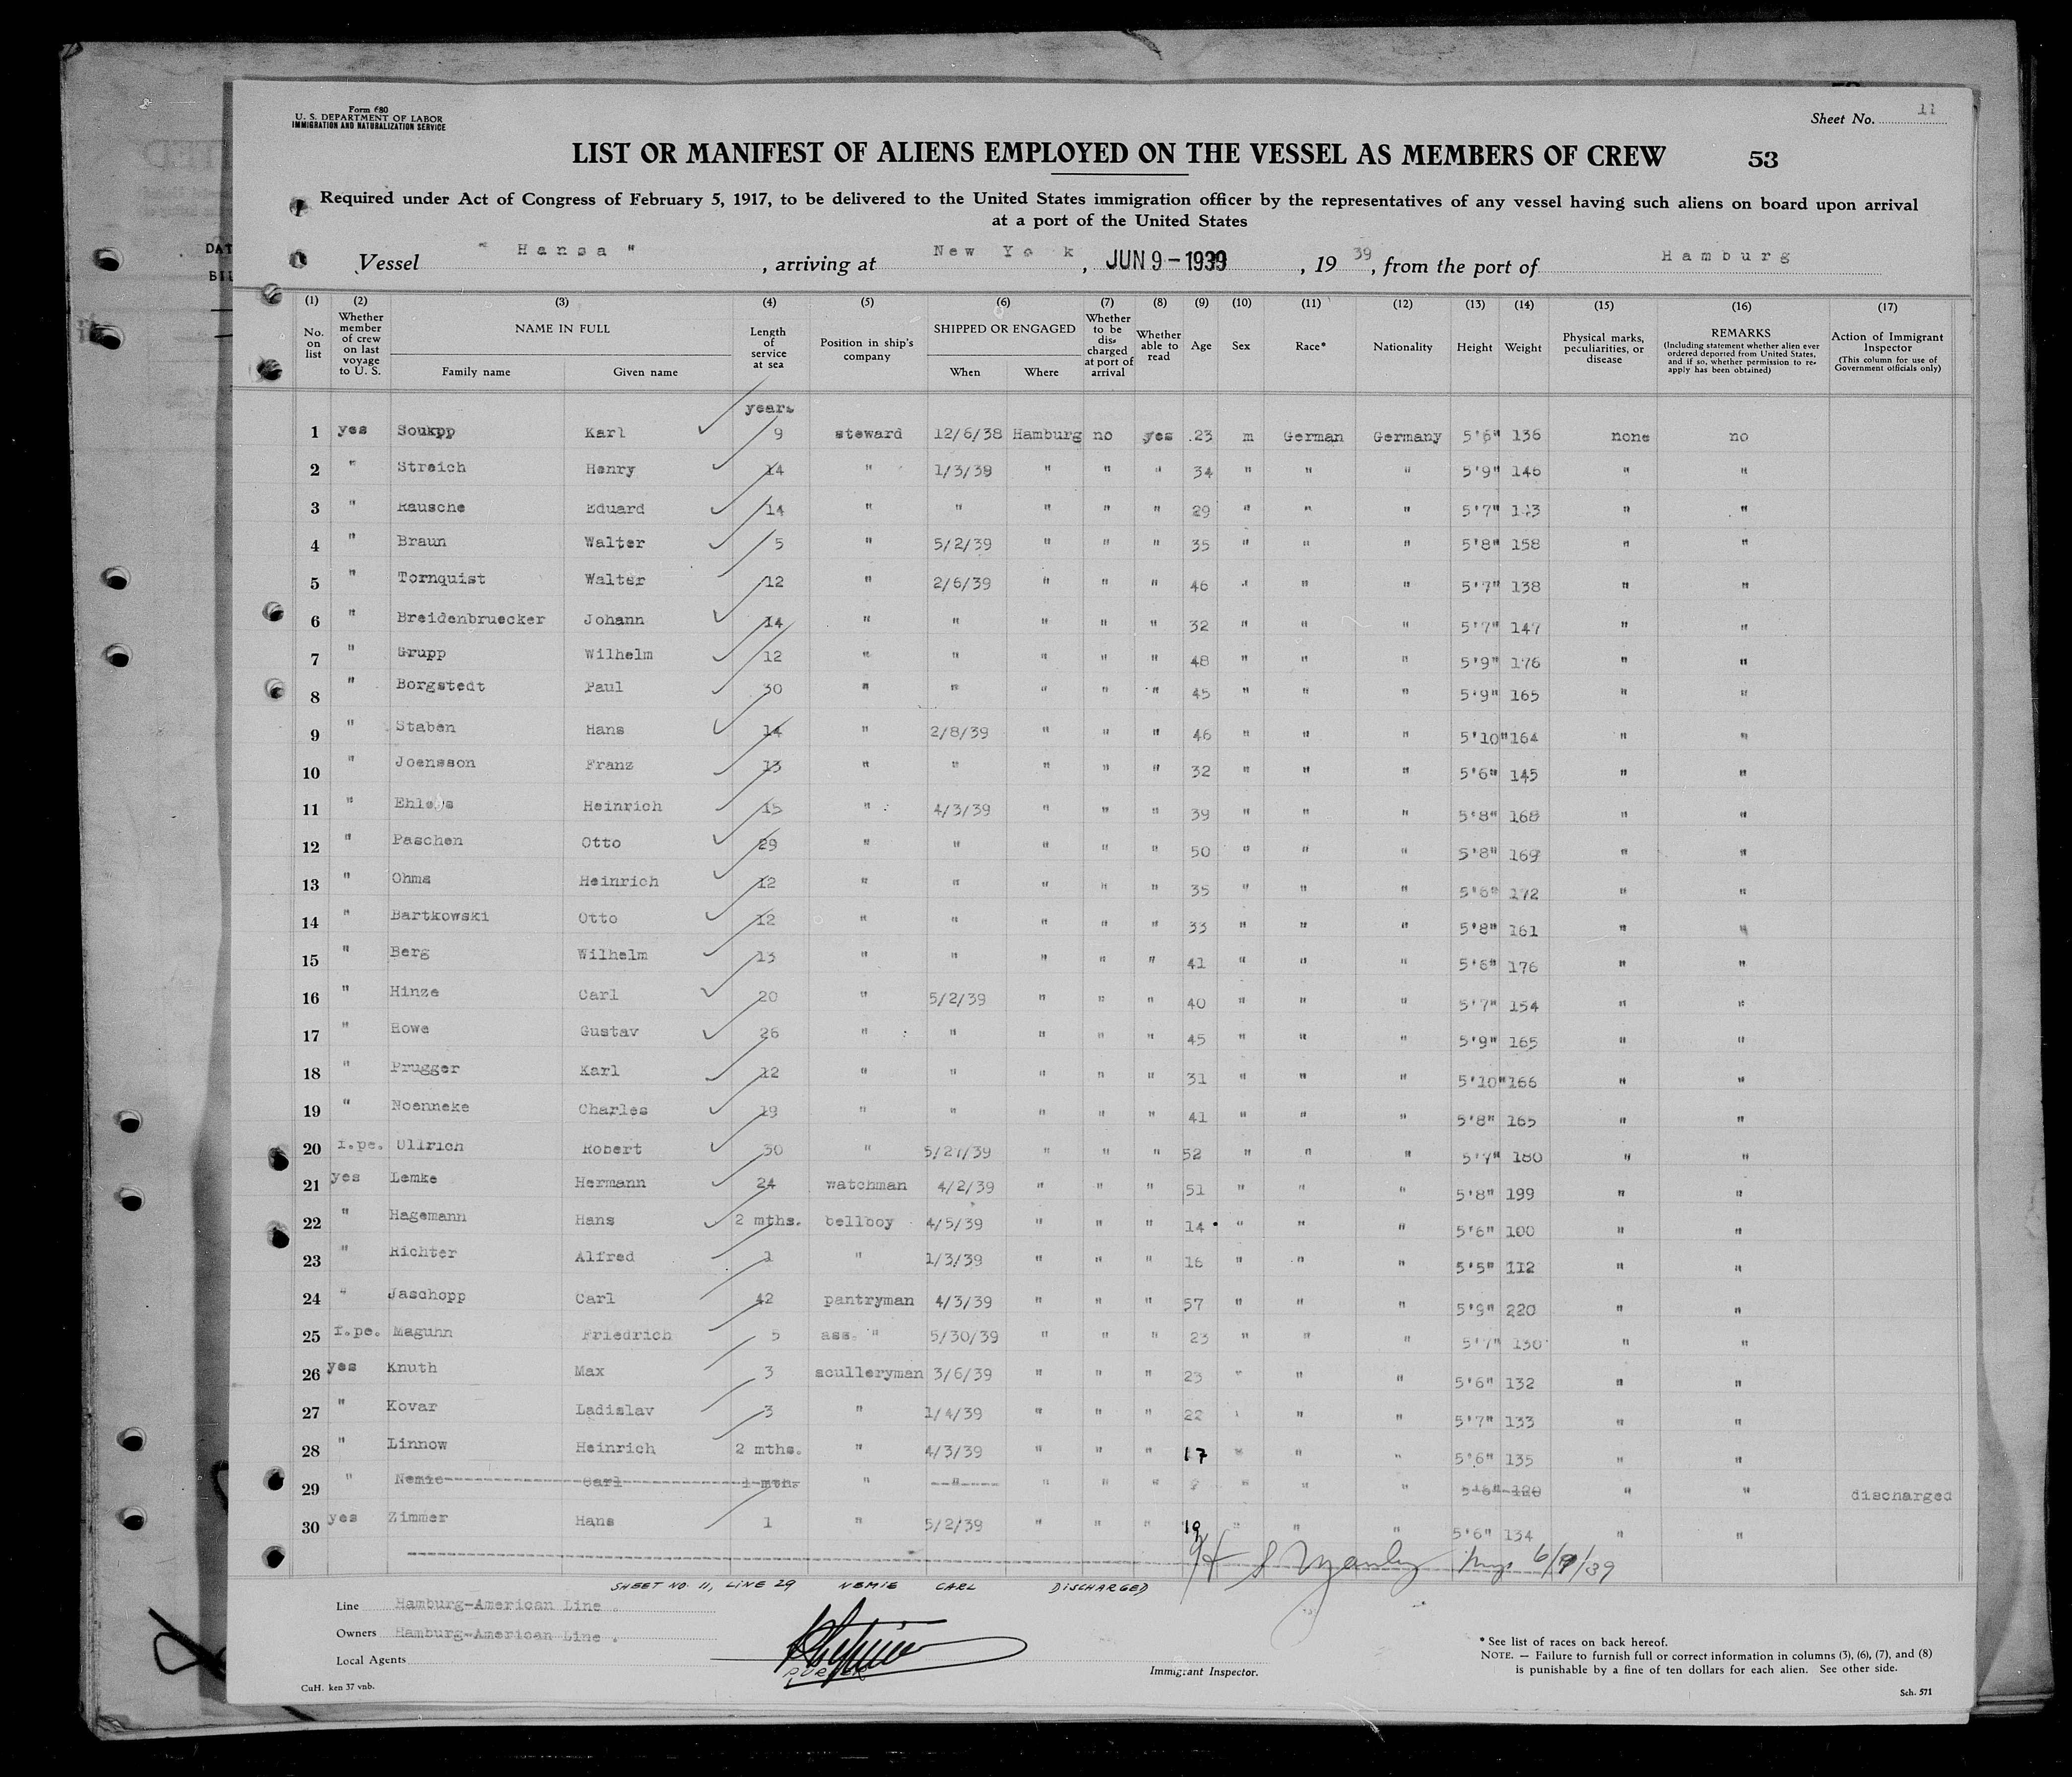 Form 680
U. S. DEPARTMENT OF LABOR
IMMIGRATION AND NATURALIZATION SERVICE
Sheet No. 11
LIST OR MANIFEST OF ALIENS EMPLOYED ON THE VESSEL AS MEMBERS OF CREW 53
Required under Act of Congress of February 5, 1917, to be delivered to the United States immigration officer by the representatives of any vessel having such aliens on board upon arrival
at a port of the United States
Vessel "Hansa", arriving at New Yo k, JUN 9-1939, 1939, from the port of Hamburg
(1) (2) (3) (4) (5) (6) (7) (8) (9) (10) (11) (12) (13) (14) (15) (16) (17)
No. on list
Whether member of crew on last voyage to U. S.
NAME IN FULL
Family name Given name
Length of service at sea
Position in ship's company
SHIPPED OR ENGAGED
When Where
Whether to be discharged at port of arrival
Whether able to read
Age
Sex
Race*
Nationality
Height
Weight
Physical marks, peculiarities, or disease
REMARKS
(Including statement whether alien ever ordered deported from United States, and if so, whether permission to reapply has been obtained)
Action of Immigrant Inspector
(This column for use of Government officials only)
years
1 yes Soukpp Karl 9 steward 12/6/38 Hamburg no yes 23 m German Germany 5'6" 136 none no
2 " Streich Henry 14 " 1/3/39 " " " 34 " " " 5'9" 146 " "
3 " Rausche Eduard 14 " " " " " 29 " " " 5'7" 143 " "
4 " Braun Walter 5 " 5/2/39 " " " 35 " " " 5'8" 158 " "
5 " Tornquist Walter 12 " 2/6/39 " " " 46 " " " 5'7" 138 " "
6 " Breidenbruecker Johann 14 " " " " " 32 " " " 5'7" 147 " "
7 " Grupp Wilhelm 12 " " " " " 48 " " " 5'9" 176 " "
8 " Borgstedt Paul 30 " " " " " 45 " " " 5'9" 165 " "
9 " Staben Hans 14 " 2/8/39 " " " 46 " " " 5'10" 164 " "
10 " Joensson Franz 13 " " " " " 32 " " " 5'6" 145 " "
11 " Ehlers Heinrich 15 " 4/3/39 " " " 39 " " " 5'8" 168 " "
12 " Paschen Otto 29 " " " " " 50 " " " 5'8" 169 " "
13 " Ohms Heinrich 12 " " " " " 35 " " " 5'6" 172 " "
14 " Bartkowski Otto 12 " " " " " 33 " " " 5'8" 161 " "
15 " Berg Wilhelm 13 " " " " " 41 " " " 5'6" 176 " "
16 " Hinze Carl 20 " 5/2/39 " " " 40 " " " 5'7" 154 " "
17 " Howe Gustav 26 " " " " " 45 " " " 5'9" 165 " "
18 " Prugger Karl 12 " " " " " 31 " " " 5'10" 166 " "
19 " Noenneke Charles 19 " " " " " 41 " " " 5'8" 165 " "
20 f.pe. Ullrich Robert 30 " 5/27/39 " " " 52 " " " 5'7" 180 " "
21 yes Lemke Hermann 24 watchman 4/2/39 " " " 51 " " " 5'8" 199 " "
22 " Hagemann Hans 2 mths. bellboy 4/5/39 " " " 14 " " " 5'6" 100 " "
23 " Richter Alfred 1 " 1/3/39 " " " 16 " " " 5'5" 112 " "
24 " Jaschopp Carl 42 pantryman 4/3/39 " " " 57 " " " 5'9" 220 " "
25 f.pe. Maguhn Friedrich 5 ass. " 5/30/39 " " " 23 " " " 5'7" 130 " "
26 yes Knuth Max 3 sculleryman 3/6/39 " " " 23 " " " 5'6" 132 " "
27 " Kovar Ladislav 3 " 1/4/39 " " " 22 " " " 5'7" 133 " "
28 " Linnow Heinrich 2 mths. " 4/3/39 " " " 17 " " " 5'6" 135 " "
29 " Nemie Carl 1 mth. " " " " " " " " 5'6" 120 " " discharged
30 yes Zimmer Hans 1 " 5/2/39 " " " 19 " " " 5'6" 134 " "
6/9/39
SHEET NO. 11, LINE 29 NEMIE CARL DISCHARGED
Line Hamburg-American Line.
Owners Hamburg-American Line.
Local Agents
PURSER
Immigrant Inspector.
* See list of races on back hereof.
NOTE. — Failure to furnish full or correct information in columns (3), (6), (7), and (8)
is punishable by a fine of ten dollars for each alien. See other side.
CuH. ken 37 vnb.
Sch. 571